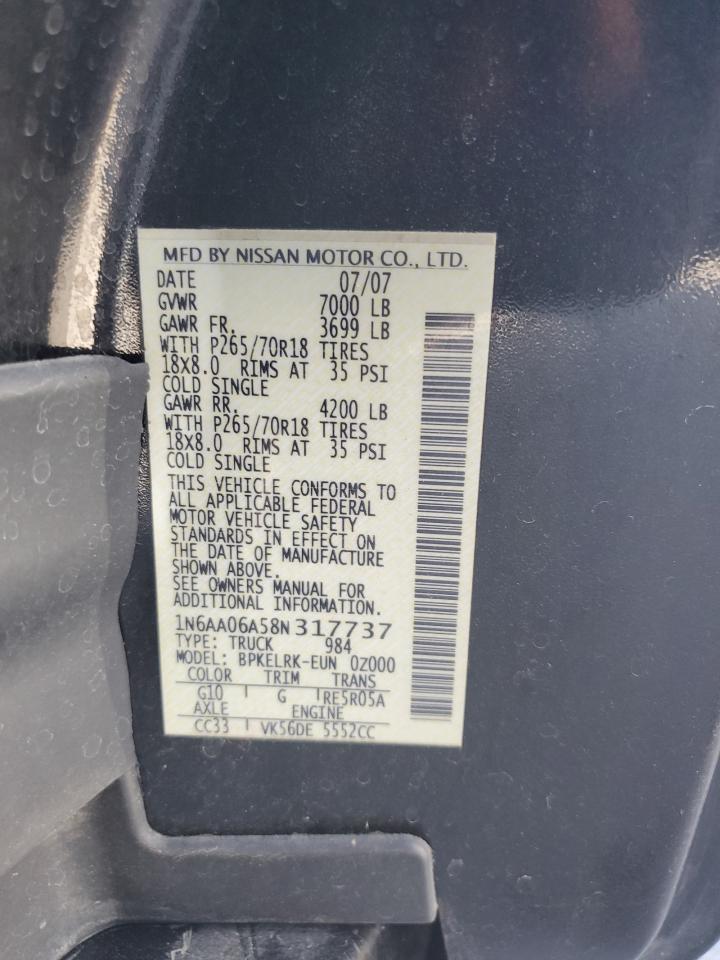 MFD BY NISSAN MOTOR CO., LTD.
DATE 07/07
GVWR 7000 LB
GAWR FR. 3699 LB
WITH P265/70R18 TIRES
18X8.0 RIMS AT 35 PSI
COLD SINGLE
GAWR RR. 4200 LB
WITH P265/70R18 TIRES
18X8.0 RIMS AT 35 PSI
COLD SINGLE
THIS VEHICLE CONFORMS TO
ALL APPLICABLE FEDERAL
MOTOR VEHICLE SAFETY
STANDARDS IN EFFECT ON
THE DATE OF MANUFACTURE
SHOWN ABOVE.
SEE OWNERS MANUAL FOR
ADDITIONAL INFORMATION.
1N6AA06A58N317737
TYPE: TRUCK 984
MODEL: BPKELRK-EUN 0Z000
COLOR TRIM TRANS
G10 G RE5R05A
AXLE ENGINE
CC33 VK56DE 5552CC